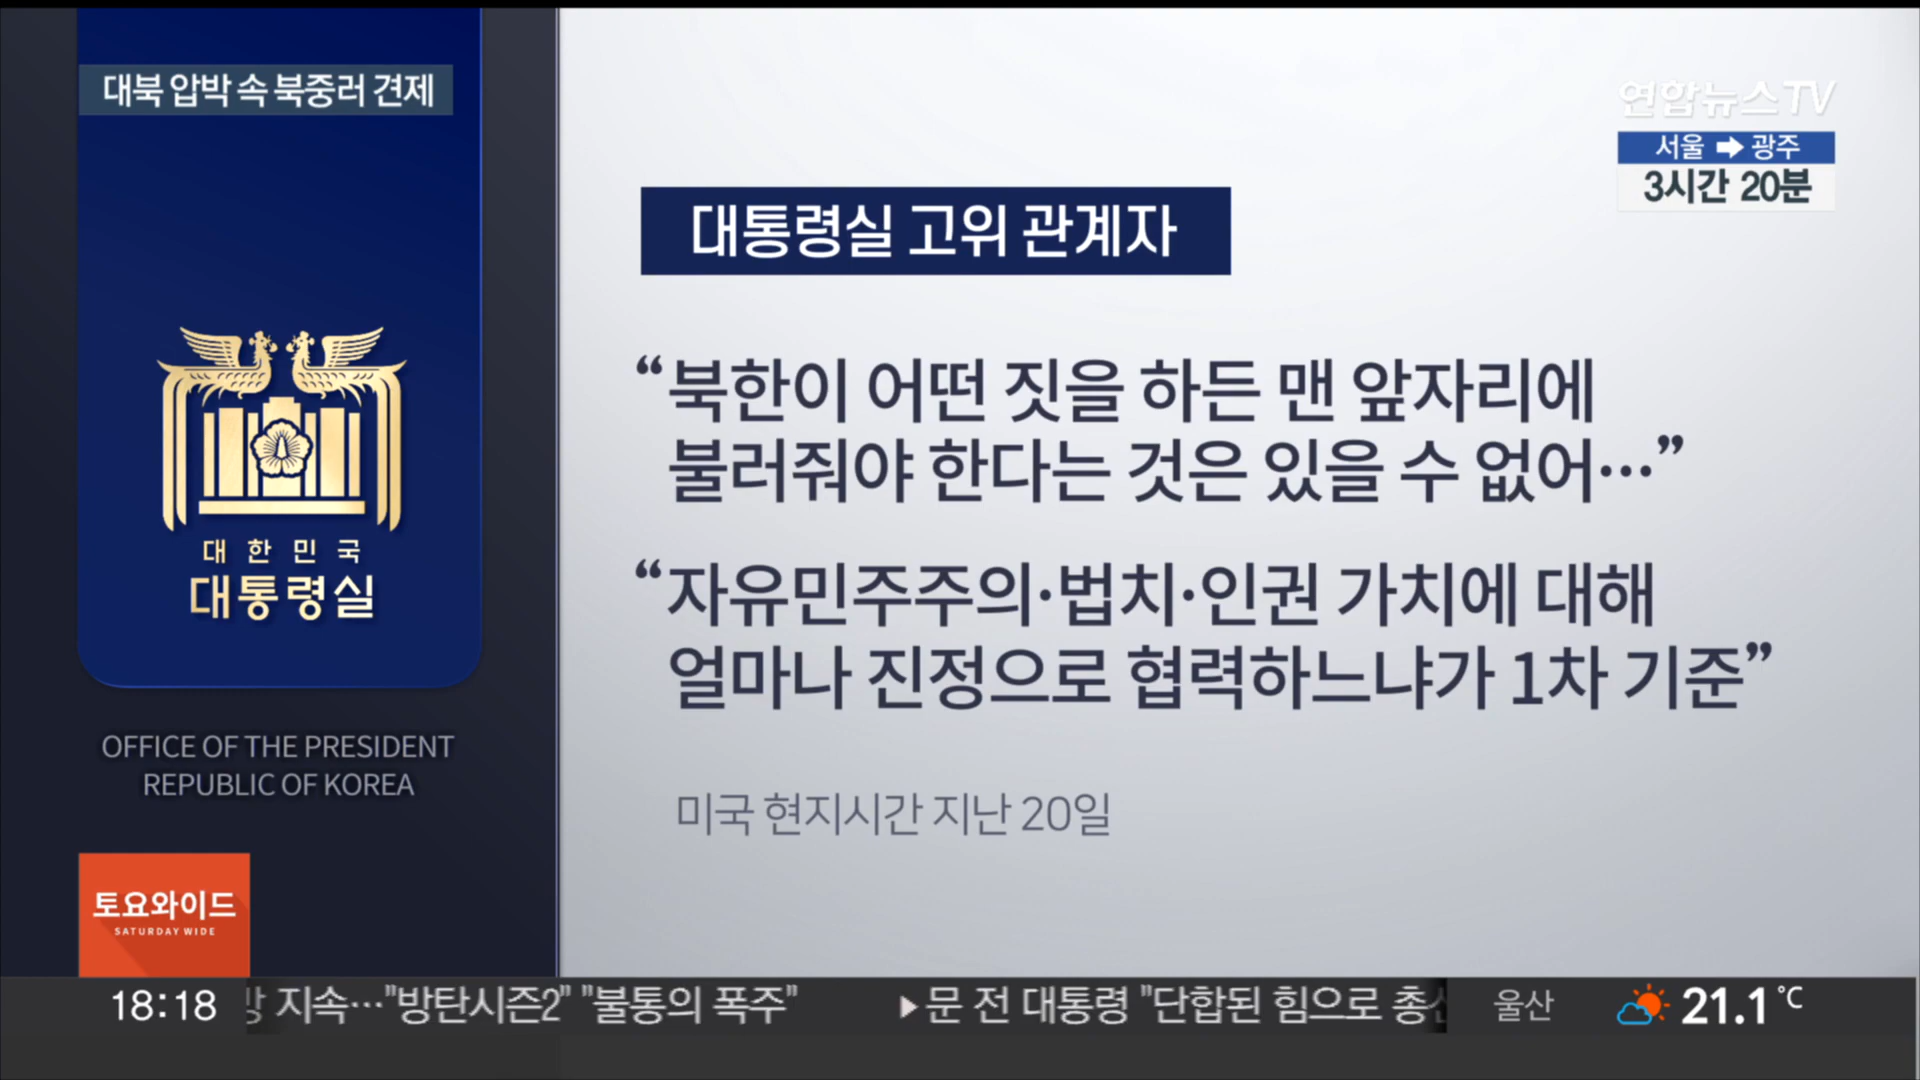 대북 압박 속 북중러 견제
연합뉴스TV
서울 ➡ 광주
3시간 20분
대통령실 고위 관계자
“북한이 어떤 짓을 하든 맨 앞자리에
불러줘야 한다는 것은 있을 수 없어…”
“자유민주주의·법치·인권 가치에 대해
얼마나 진정으로 협력하느냐가 1차 기준”
미국 현지시간 지난 20일
대한민국
대통령실
OFFICE OF THE PRESIDENT
REPUBLIC OF KOREA
토요와이드
SATURDAY WIDE
18:18 지속…"방탄시즌2" "불통의 폭주" ▶문 전 대통령 "단합된 힘으로 울산 21.1℃